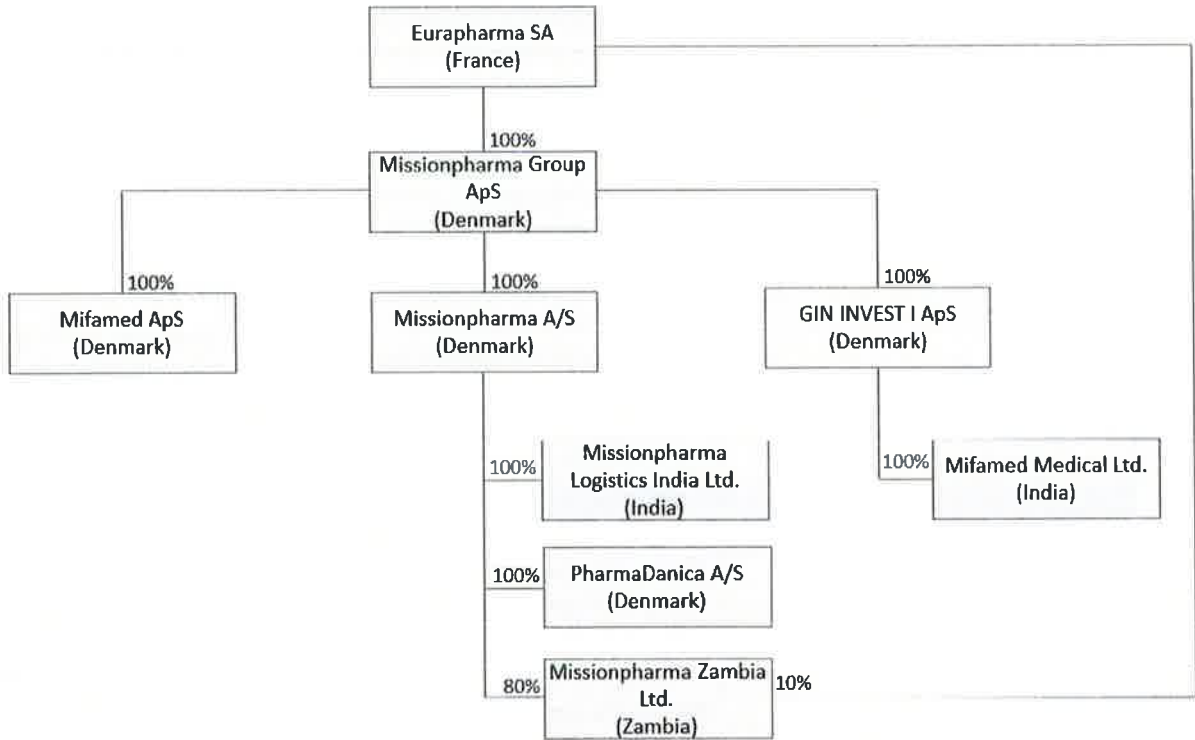 Eurapharma SA
(France)
100%
Missionpharma Group
ApS
(Denmark)
100%
100%
100%
Mifamed ApS
(Denmark)
Missionpharma A/S
(Denmark)
GIN INVEST I ApS
(Denmark)
100%
Missionpharma
Logistics India Ltd.
(India)
100%
Mifamed Medical Ltd.
(India)
100%
PharmaDanica A/S
(Denmark)
80%
Missionpharma Zambia
Ltd.
(Zambia)
10%